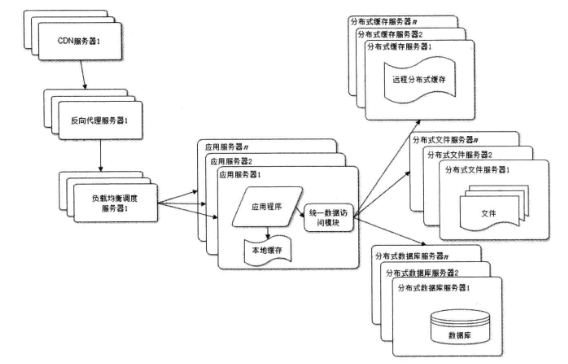 CDN服务器1
反向代理服务器1
负载均衡调度
服务器1
应用服务器n
应用服务器2
应用服务器1
应用程序
统一数据访
问模块
本地缓存
分布式缓存服务器n
分布式缓存服务器2
分布式缓存服务器1
远程分布式缓存
分布式文件服务器n
分布式文件服务器2
分布式文件服务器1
文件
分布式数据库服务器n
分布式数据库服务器2
分布式数据库服务器1
数据库